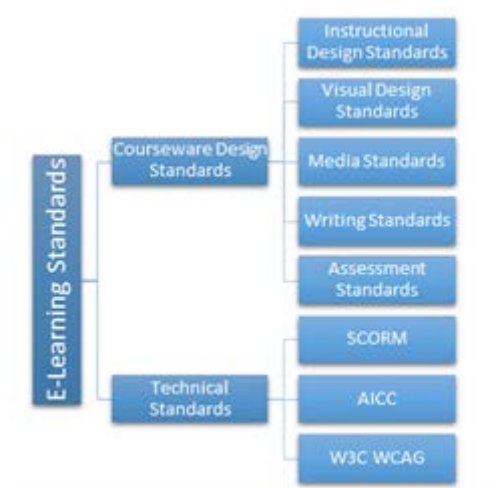 E-Learning Standards
Courseware Design
Standards
Instructional
Design Standards
Visual Design
Standards
Media Standards
Writing Standards
Assessment
Standards
Technical
Standards
SCORM
AICC
W3C WCAG